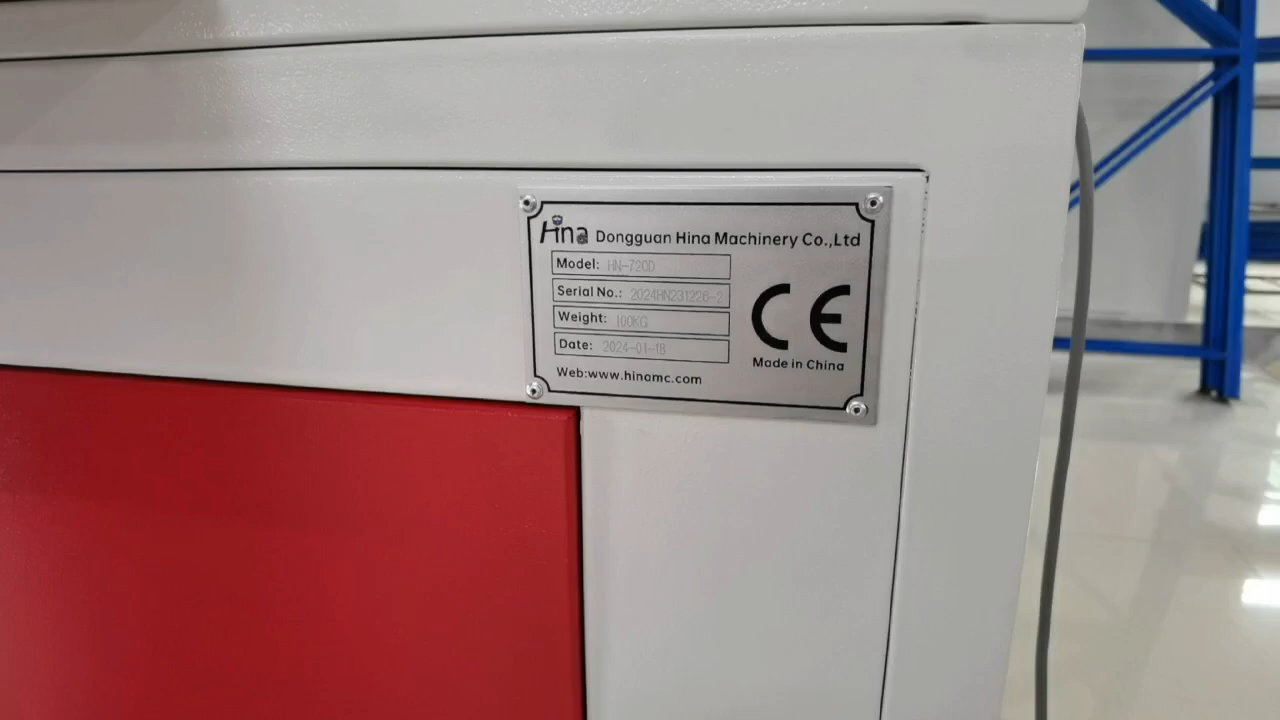 Hina Dongguan Hina Machinery Co.,Ltd
Model: HN-720D
Serial No.: 2024HN231226-2
Weight: 100KG
Date: 2024-01-18
Web:www.hinamc.com
CE
Made in China